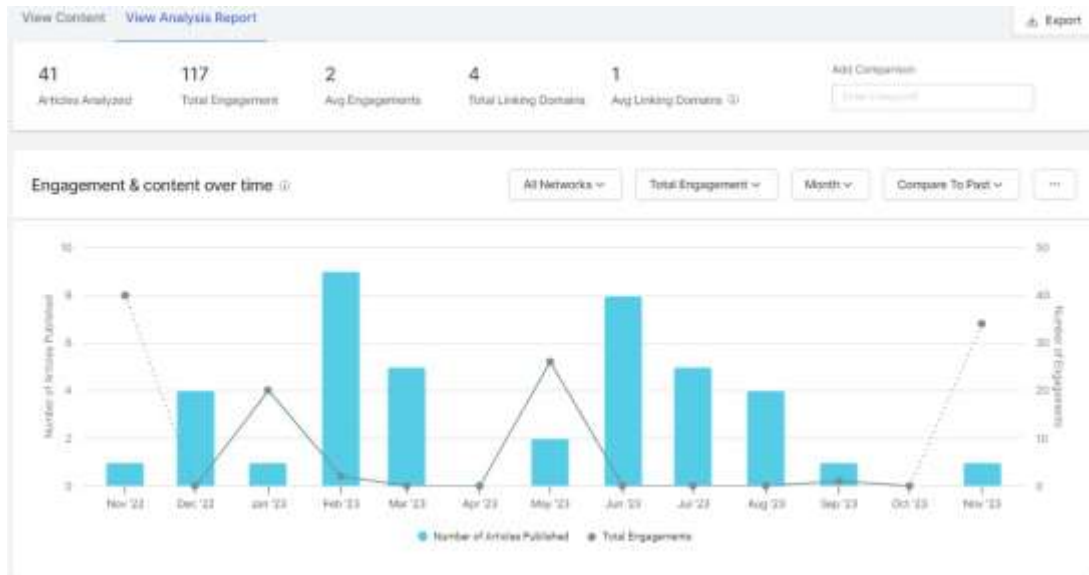 View Content View Analysis Report
Export
41 117 2 4 1
Articles Analyzed Total Engagement Avg Engagements Total Linking Domains Avg Linking Domains
Add Comparison
Engagement & content over time
All Networks Total Engagement Month Compare To Past ...
10 50
8 40
6 30
4 20
2 10
0 0
Number of Articles Published
Number of Engagements
Nov '22 Dec '22 Jan '23 Feb '23 Mar '23 Apr '23 May '23 Jun '23 Jul '23 Aug '23 Sep '23 Oct '23 Nov '23
Number of Articles Published Total Engagements